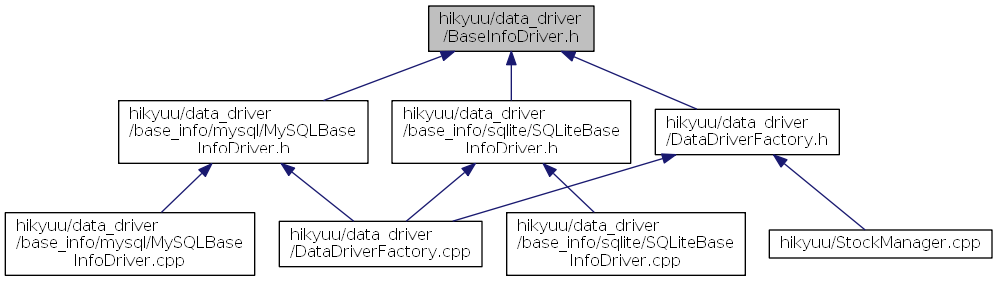 hikyuu/data_driver
/BaseInfoDriver.h
hikyuu/data_driver
/base_info/mysql/MySQLBase
InfoDriver.h
hikyuu/data_driver
/base_info/sqlite/SQLiteBase
InfoDriver.h
hikyuu/data_driver
/DataDriverFactory.h
hikyuu/data_driver
/base_info/mysql/MySQLBase
InfoDriver.cpp
hikyuu/data_driver
/DataDriverFactory.cpp
hikyuu/data_driver
/base_info/sqlite/SQLiteBase
InfoDriver.cpp
hikyuu/StockManager.cpp